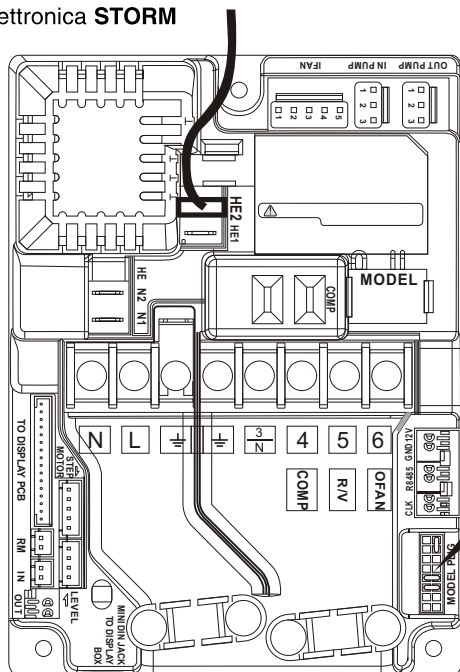 ettronica STORM
IFAN
IN PUMP
OUT PUMP
1 2 3 4 5
1 2 3
1 2 3
HE2
HE1
HE
N2
N1
COMP
MODEL
N L 3/N 4 5 6
COMP
R/V
OFAN
TO DISPLAY PCB
STEP MOTOR
RM
IN
OUT
LEVEL
MINI DIN JACK
TO DISPLAY
BOX
GND 12V
R8485
CLK
MODEL PLUG